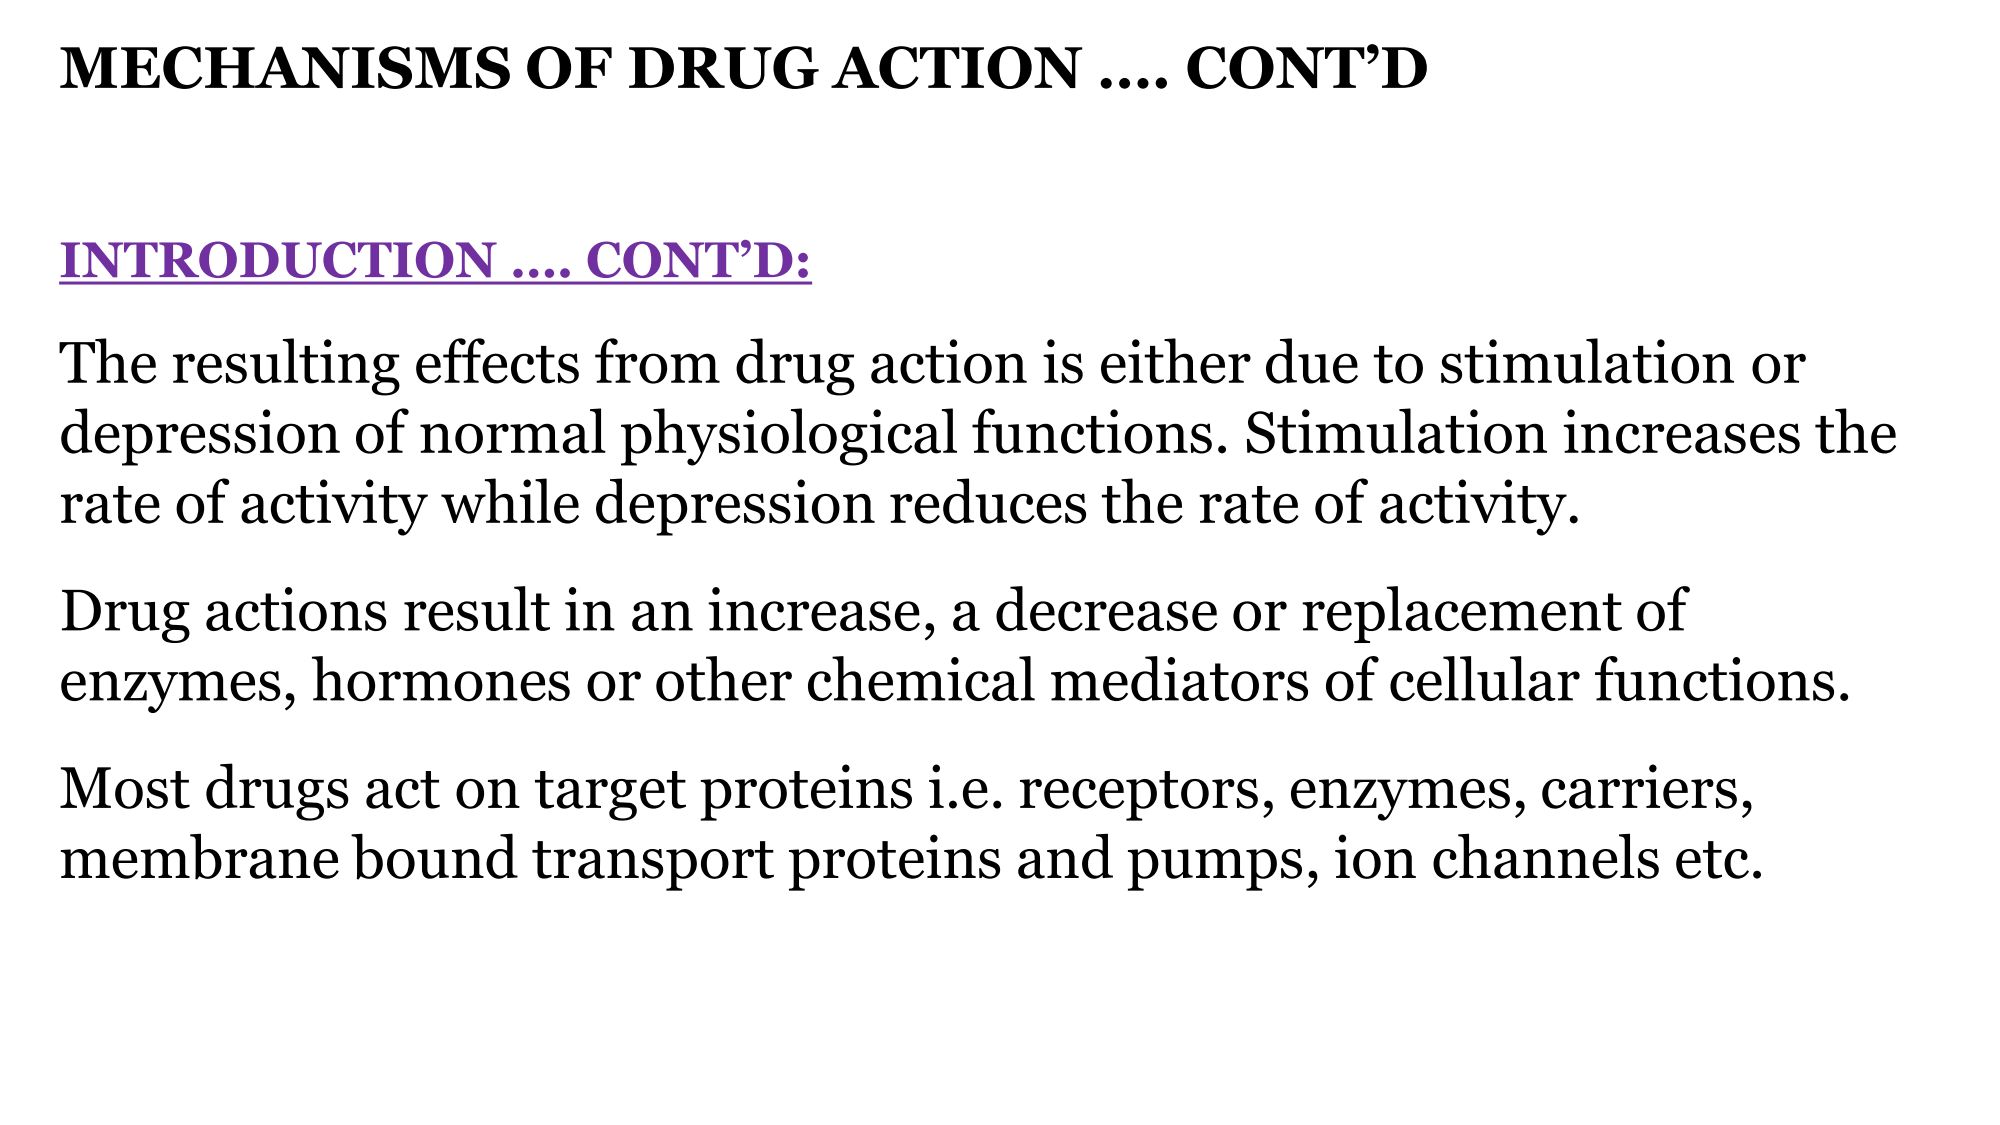 MECHANISMS OF DRUG ACTION .... CONT’D
INTRODUCTION .... CONT’D:
The resulting effects from drug action is either due to stimulation or
depression of normal physiological functions. Stimulation increases the
rate of activity while depression reduces the rate of activity.
Drug actions result in an increase, a decrease or replacement of
enzymes, hormones or other chemical mediators of cellular functions.
Most drugs act on target proteins i.e. receptors, enzymes, carriers,
membrane bound transport proteins and pumps, ion channels etc.